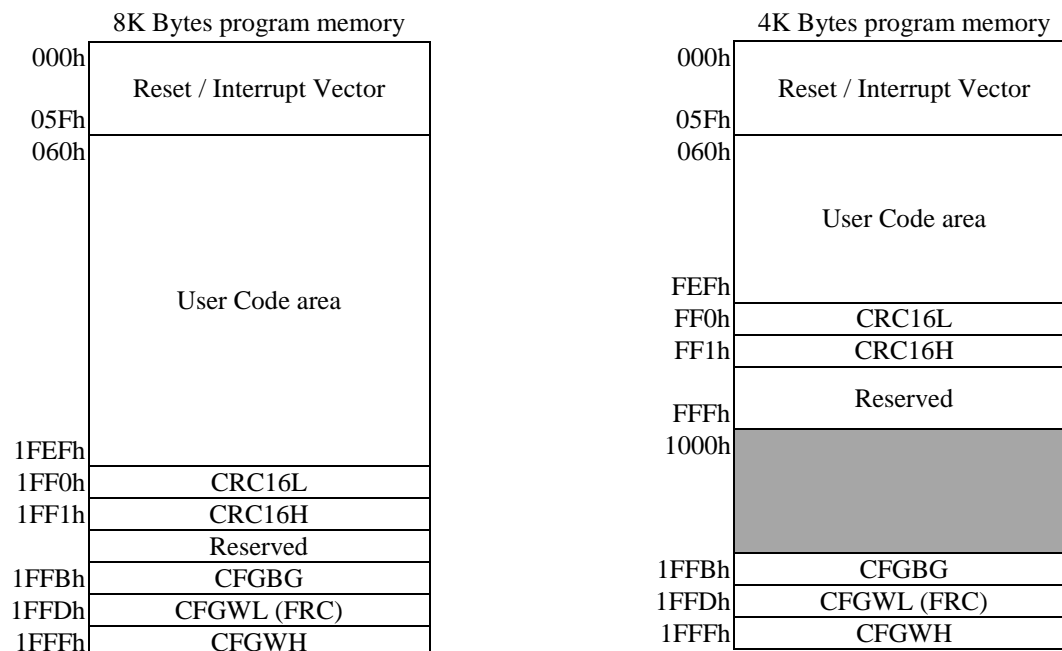 8K Bytes program memory
000h
Reset / Interrupt Vector
05Fh
060h
User Code area
1FEFh
1FF0h CRC16L
1FF1h CRC16H
Reserved
1FFBh CFGBG
1FFDh CFGWL (FRC)
1FFFh CFGWH
4K Bytes program memory
000h
Reset / Interrupt Vector
05Fh
060h
User Code area
FEFh
FF0h CRC16L
FF1h CRC16H
Reserved
FFFh
1000h
1FFBh CFGBG
1FFDh CFGWL (FRC)
1FFFh CFGWH